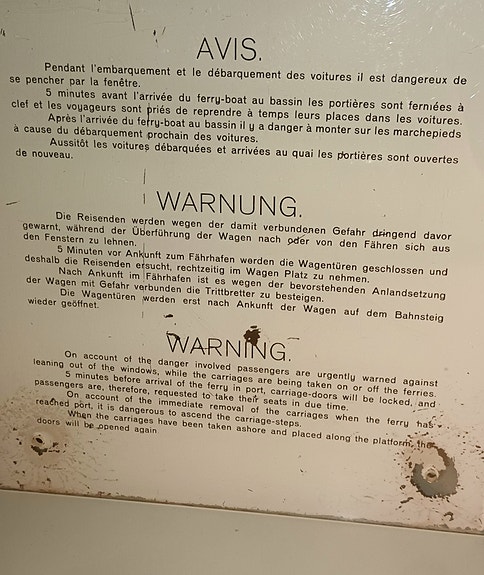 AVIS.
Pendant l'embarquement et le débarquement des voitures il est dangereux de
se pencher par la fenêtre.
5 minutes avant l'arrivée du ferry-boat au bassin les portières sont fermées à
clef et les voyageurs sont priés de reprendre à temps leurs places dans les voitures.
Après l'arrivée du ferry-boat au bassin il y a danger à monter sur les marchepieds
à cause du débarquement prochain des voitures.
Aussitôt les voitures débarquées et arrivées au quai les portières sont ouvertes
de nouveau.
WARNUNG.
Die Reisenden werden wegen der damit verbundenen Gefahr dringend davor
gewarnt, während der Überführung der Wagen nach oder von den Fähren sich aus
den Fenstern zu lehnen.
5 Minuten vor Ankunft zum Fährhafen werden die Wagentüren geschlossen und
deshalb die Reisenden ersucht, rechtzeitig im Wagen Platz zu nehmen.
Nach Ankunft im Fährhafen ist es wegen der bevorstehenden Anlandsetzung
der Wagen mit Gefahr verbunden die Trittbretter zu besteigen.
Die Wagentüren werden erst nach Ankunft der Wagen auf dem Bahnsteig
wieder geöffnet.
WARNING.
On account of the danger involved passengers are urgently warned against
leaning out of the windows, while the carriages are being taken on or off the ferries.
5 minutes before arrival of the ferry in port, carriage-doors will be locked, and
passengers are, therefore, requested to take their seats in due time.
On account of the immediate removal of the carriages when the ferry has
reached port, it is dangerous to ascend the carriage-steps.
When the carriages have been taken ashore and placed along the platform, the
doors will be opened again